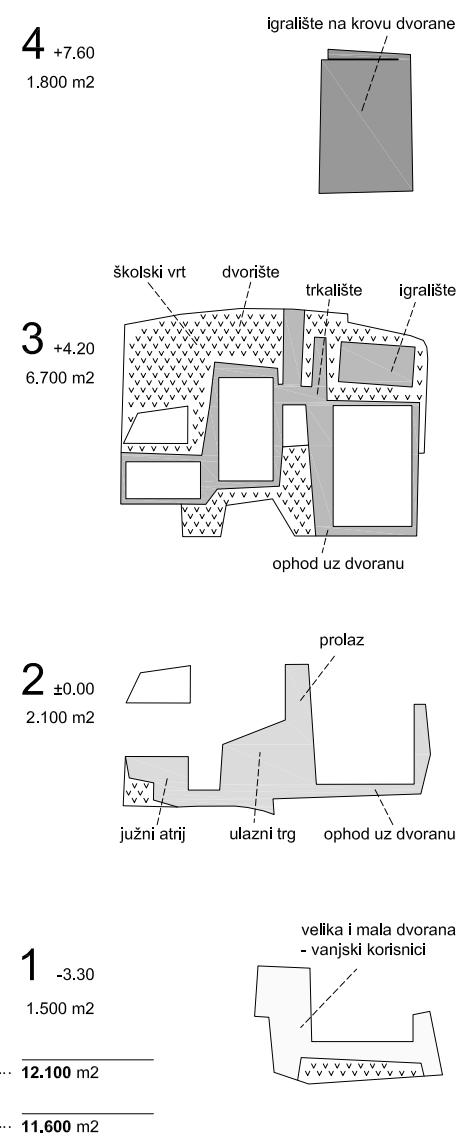 igralište na krovu dvorane
4 +7.60
1.800 m2
školski vrt
dvorište
trkalište
igralište
3 +4.20
6.700 m2
ophod uz dvoranu
prolaz
2 ±0.00
2.100 m2
južni atrij
ulazni trg
ophod uz dvoranu
velika i mala dvorana
- vanjski korisnici
1 -3.30
1.500 m2
... 12.100 m2
... 11,600 m2